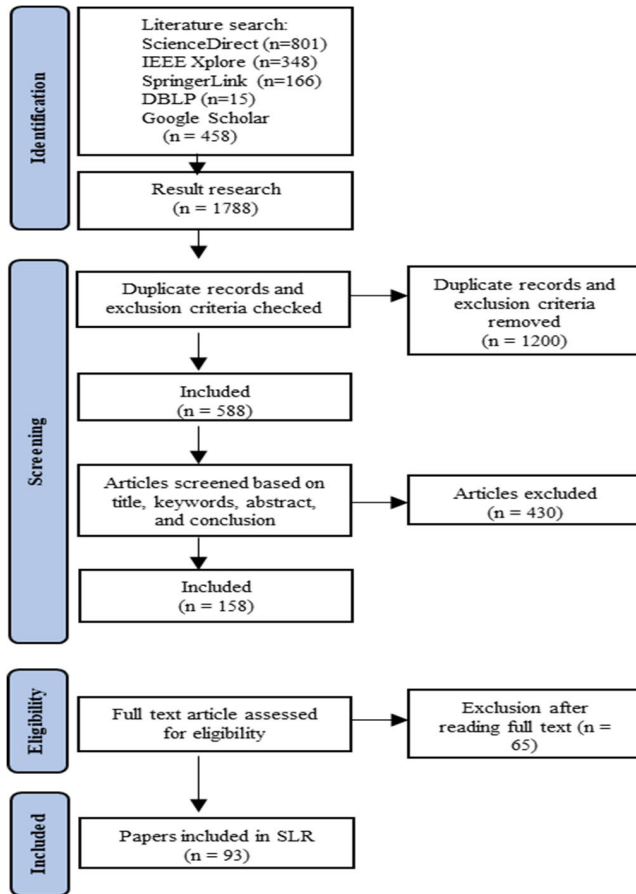 Identification
Literature search:
ScienceDirect (n=801)
IEEE Xplore (n=348)
SpringerLink (n=166)
DBLP (n=15)
Google Scholar
(n = 458)
Result research
(n = 1788)
Screening
Duplicate records and
exclusion criteria checked
Duplicate records and
exclusion criteria
removed
(n = 1200)
Included
(n = 588)
Articles screened based on
title, keywords, abstract,
and conclusion
Articles excluded
(n = 430)
Included
(n = 158)
Eligibility
Full text article assessed
for eligibility
Exclusion after
reading full text (n =
65)
Included
Papers included in SLR
(n = 93)